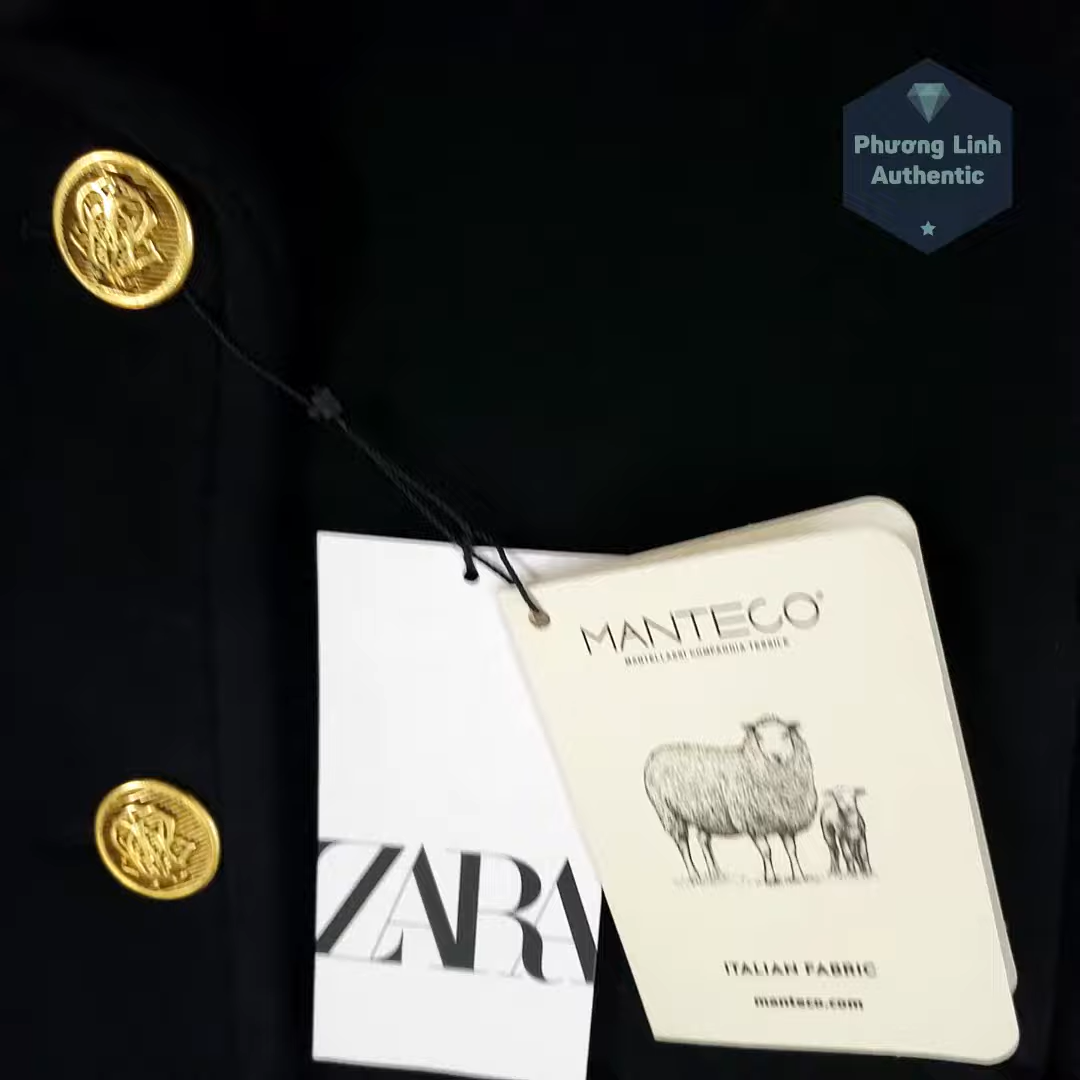 Phương Linh
Authentic
MANTECO®
ZARA
ITALIAN FABRIC
manteco.com